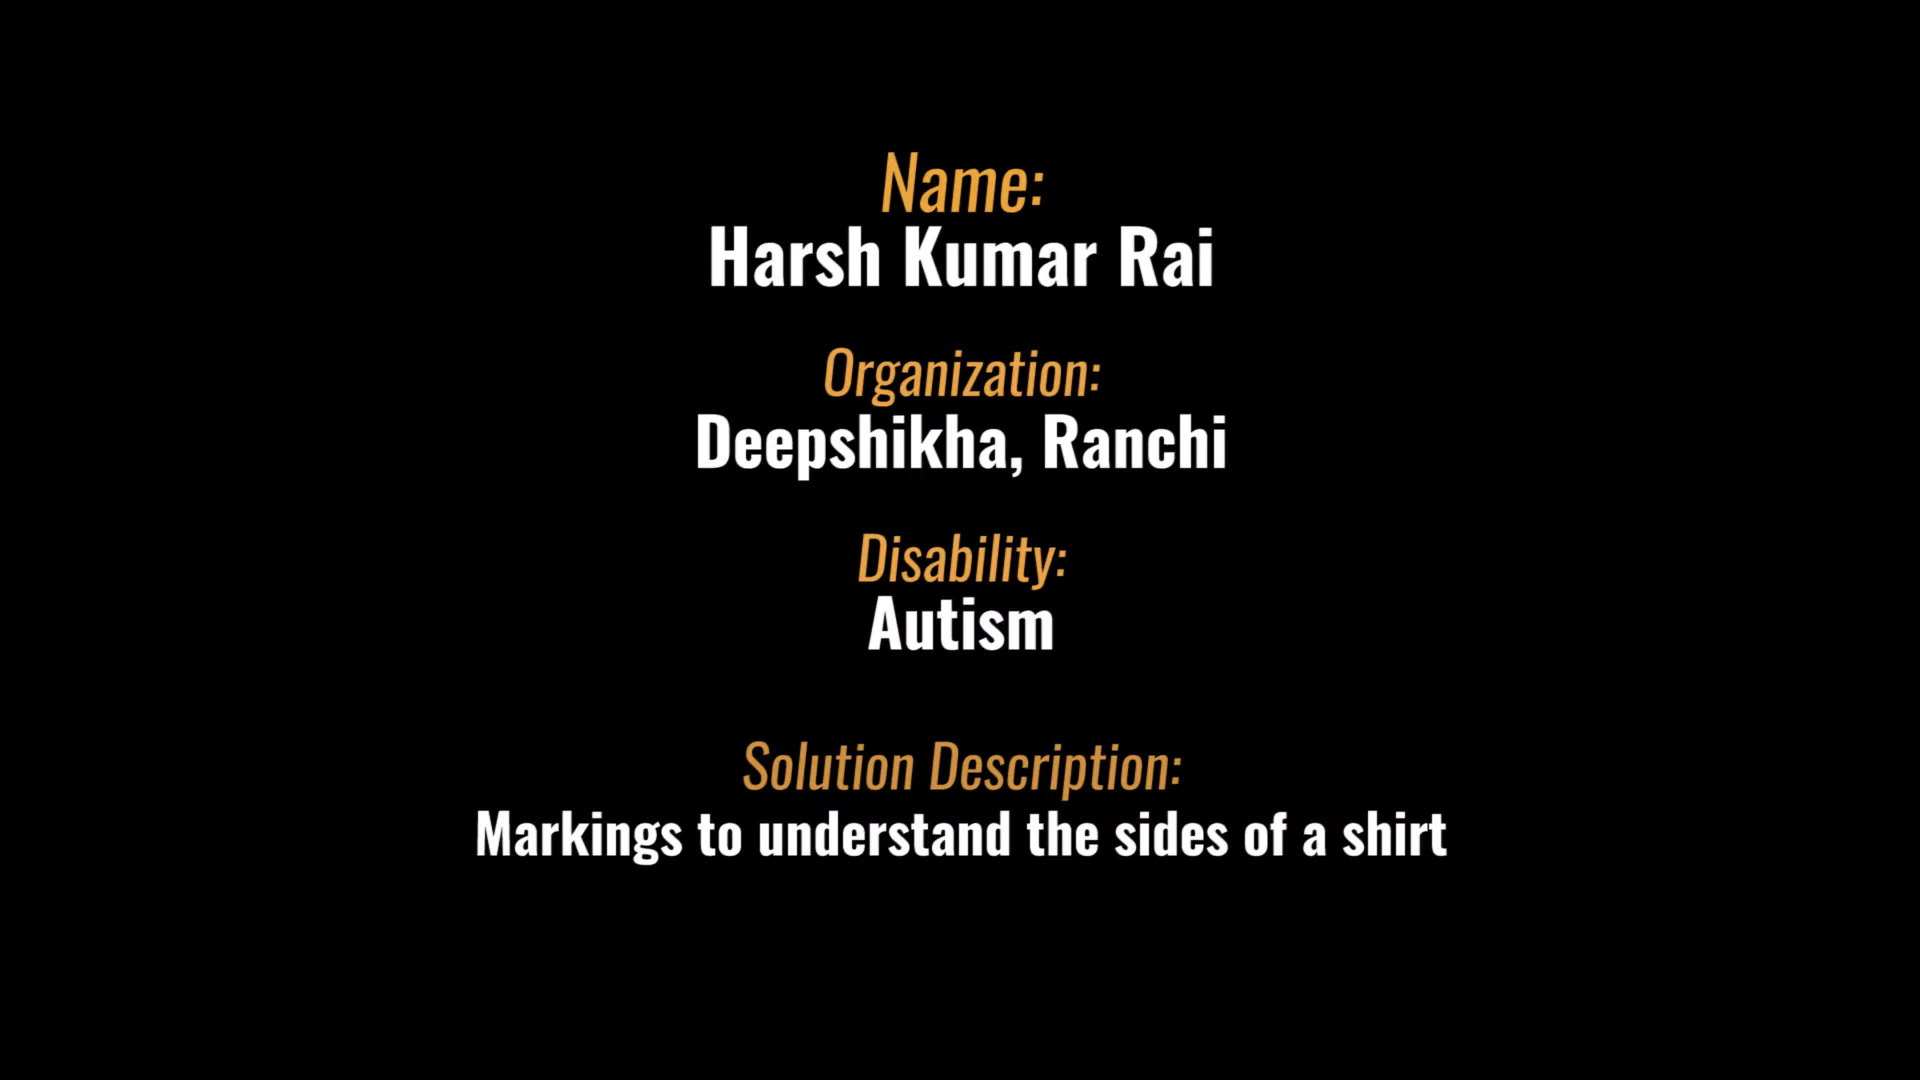 Name:
Harsh Kumar Rai
Organization:
Deepshikha, Ranchi
Disability:
Autism
Solution Description:
Markings to understand the sides of a shirt